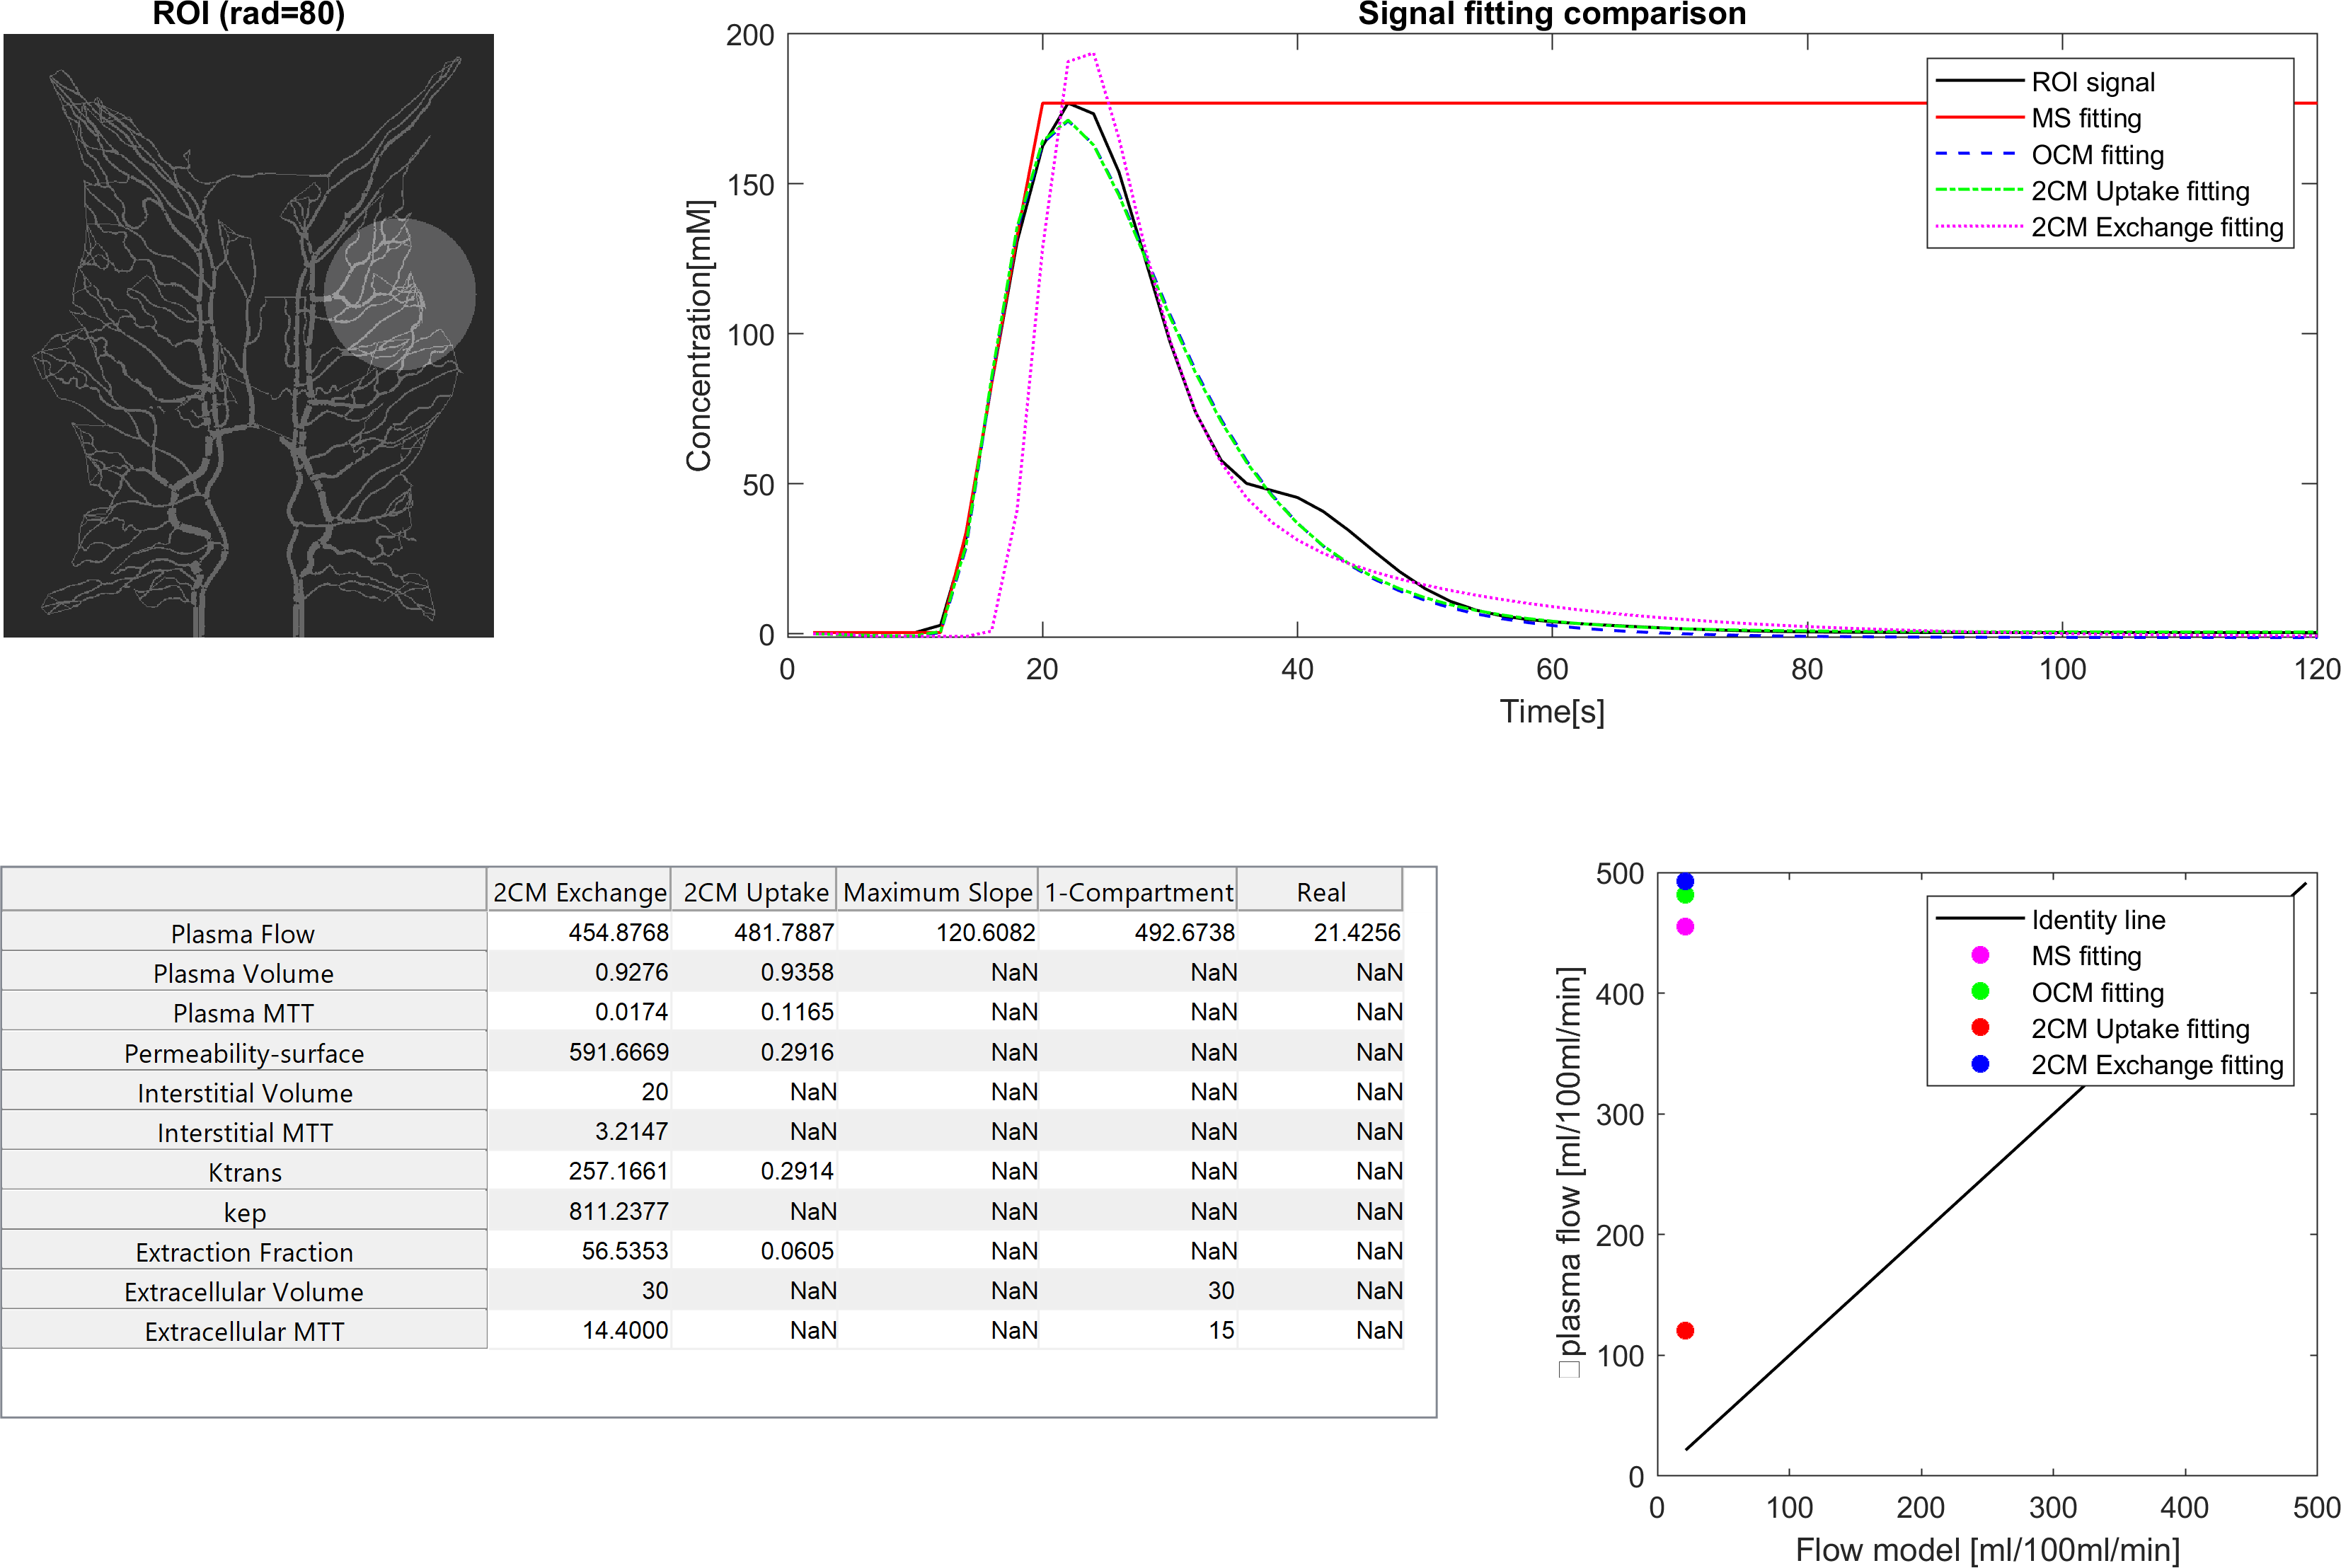 ROI (rad=80)
Signal fitting comparison
200
150
100
50
0
Concentration[mM]
0 20 40 60 80 100 120
Time[s]
ROI signal
MS fitting
OCM fitting
2CM Uptake fitting
2CM Exchange fitting
2CM Exchange 2CM Uptake Maximum Slope 1-Compartment Real
Plasma Flow 454.8768 481.7887 120.6082 492.6738 21.4256
Plasma Volume 0.9276 0.9358 NaN NaN NaN
Plasma MTT 0.0174 0.1165 NaN NaN NaN
Permeability-surface 591.6669 0.2916 NaN NaN NaN
Interstitial Volume 20 NaN NaN NaN NaN
Interstitial MTT 3.2147 NaN NaN NaN NaN
Ktrans 257.1661 0.2914 NaN NaN NaN
kep 811.2377 NaN NaN NaN NaN
Extraction Fraction 56.5353 0.0605 NaN NaN NaN
Extracellular Volume 30 NaN NaN 30 NaN
Extracellular MTT 14.4000 NaN NaN 15 NaN
500
400
300
200
100
0
□plasma flow [ml/100ml/min]
0 100 200 300 400 500
Flow model [ml/100ml/min]
Identity line
MS fitting
OCM fitting
2CM Uptake fitting
2CM Exchange fitting